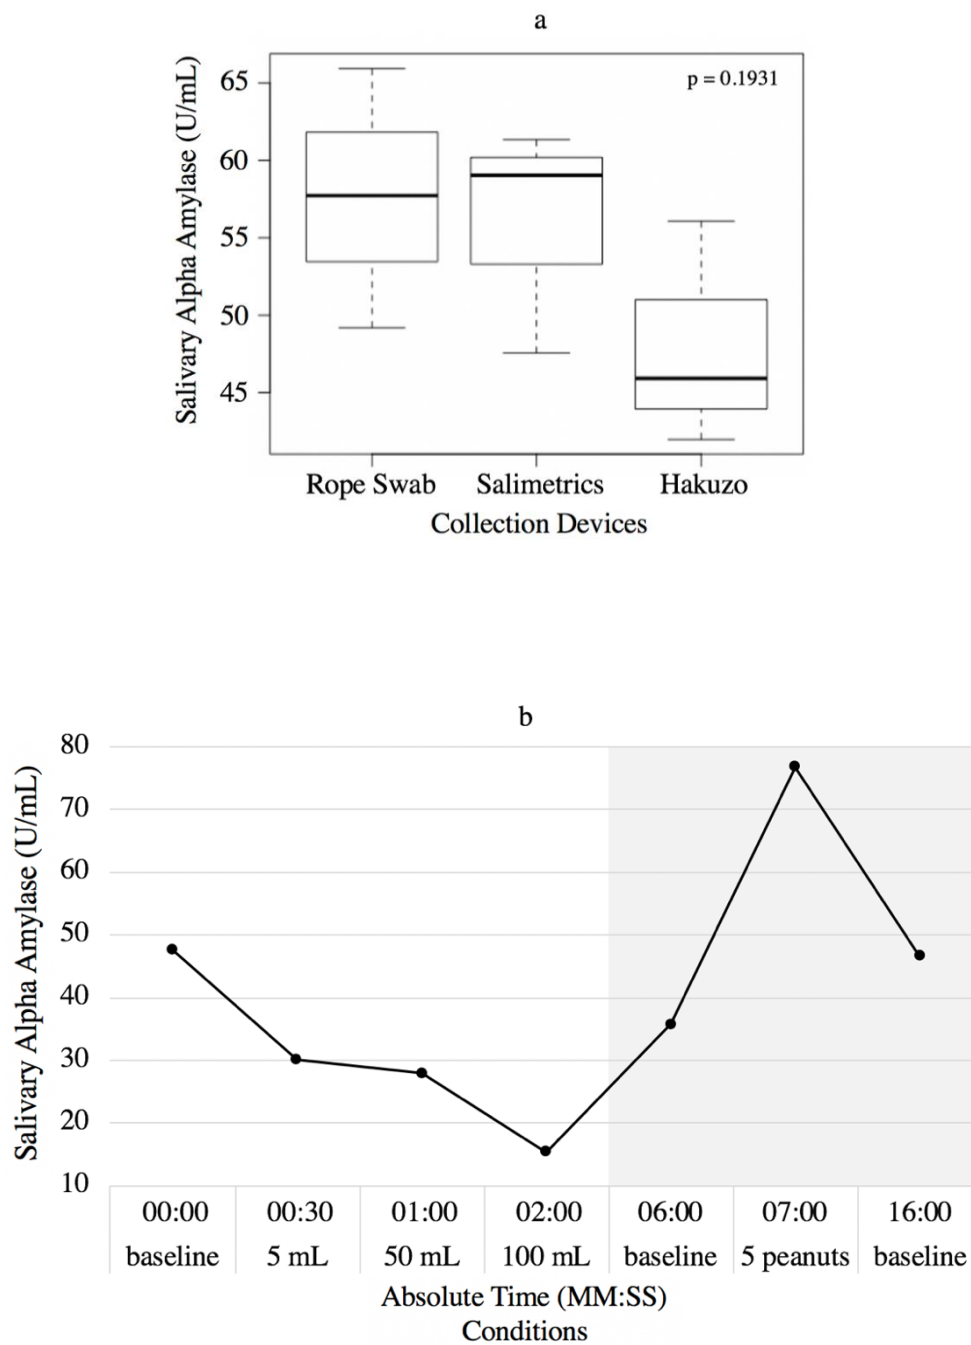 a
Salivary Alpha Amylase (U/mL)
p = 0.1931
65
60
55
50
45
Rope Swab Salimetrics Hakuzo
Collection Devices
b
Salivary Alpha Amylase (U/mL)
80
70
60
50
40
30
20
10
00:00 00:30 01:00 02:00 06:00 07:00 16:00
baseline 5 mL 50 mL 100 mL baseline 5 peanuts baseline
Absolute Time (MM:SS)
Conditions